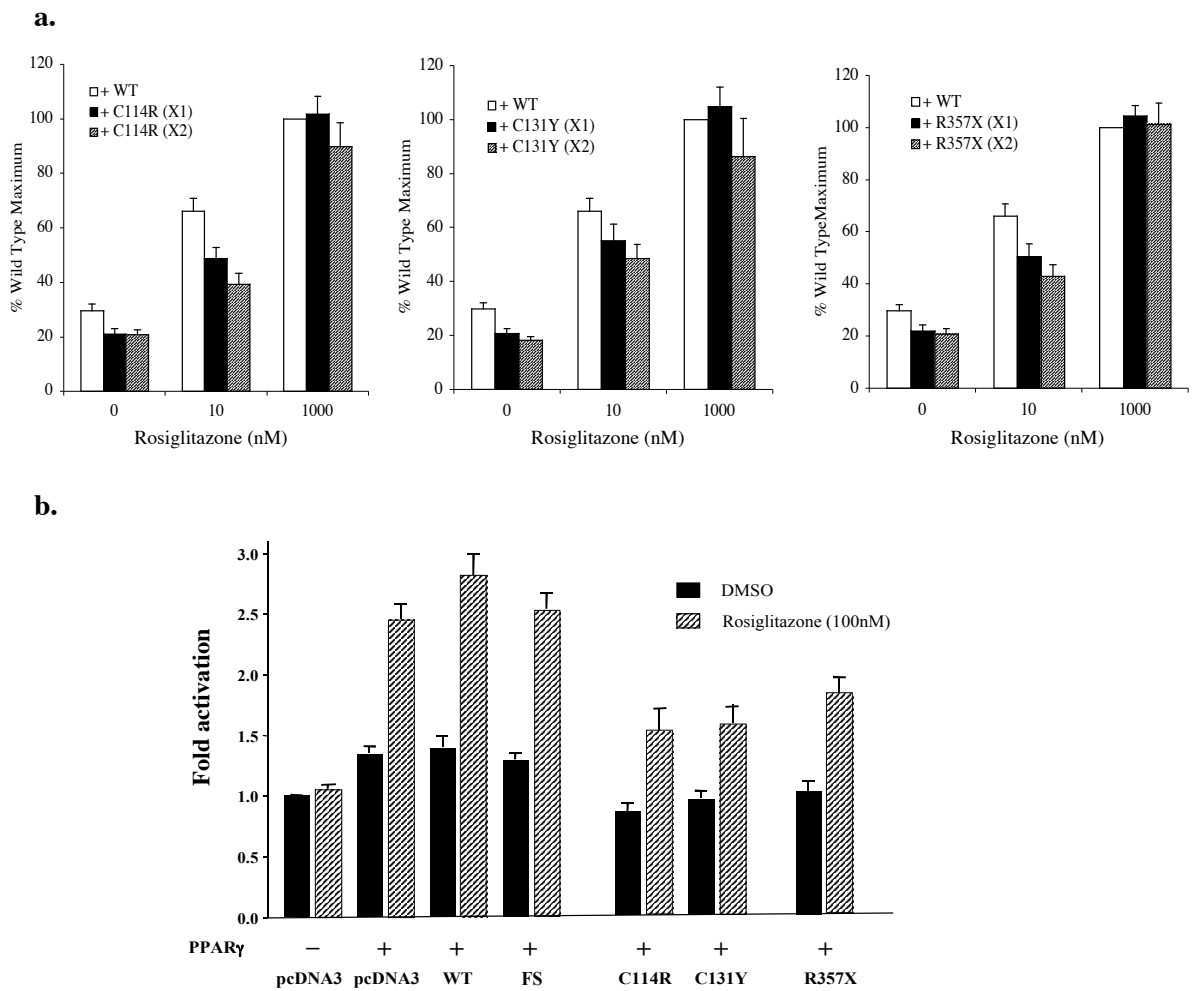 a.
120
100
80
60
40
20
0
% Wild Type Maximum
+ WT
+ C114R (X1)
+ C114R (X2)
0 10 1000
Rosiglitazone (nM)
120
100
80
60
40
20
0
% Wild Type Maximum
+ WT
+ C131Y (X1)
+ C131Y (X2)
0 10 1000
Rosiglitazone (nM)
120
100
80
60
40
20
0
% Wild TypeMaximum
+ WT
+ R357X (X1)
+ R357X (X2)
0 10 1000
Rosiglitazone (nM)
b.
3.0
2.5
2.0
1.5
1.0
0.5
0.0
Fold activation
DMSO
Rosiglitazone (100nM)
PPARγ − + + + + + +
pcDNA3 pcDNA3 WT FS C114R C131Y R357X